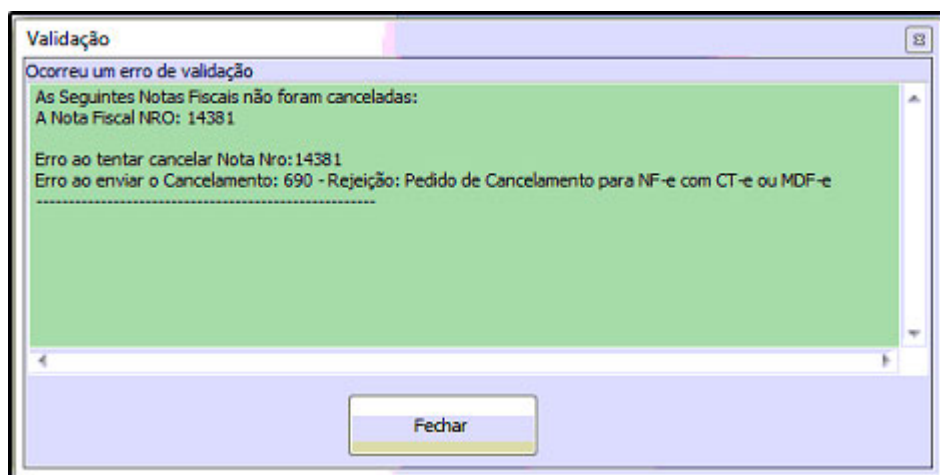 Validação
Ocorreu um erro de validação
As Seguintes Notas Fiscais não foram canceladas:
A Nota Fiscal NRO: 14381
Erro ao tentar cancelar Nota Nro:14381
Erro ao enviar o Cancelamento: 690 - Rejeição: Pedido de Cancelamento para NF-e com CT-e ou MDF-e
----------------------------------------------------
Fechar